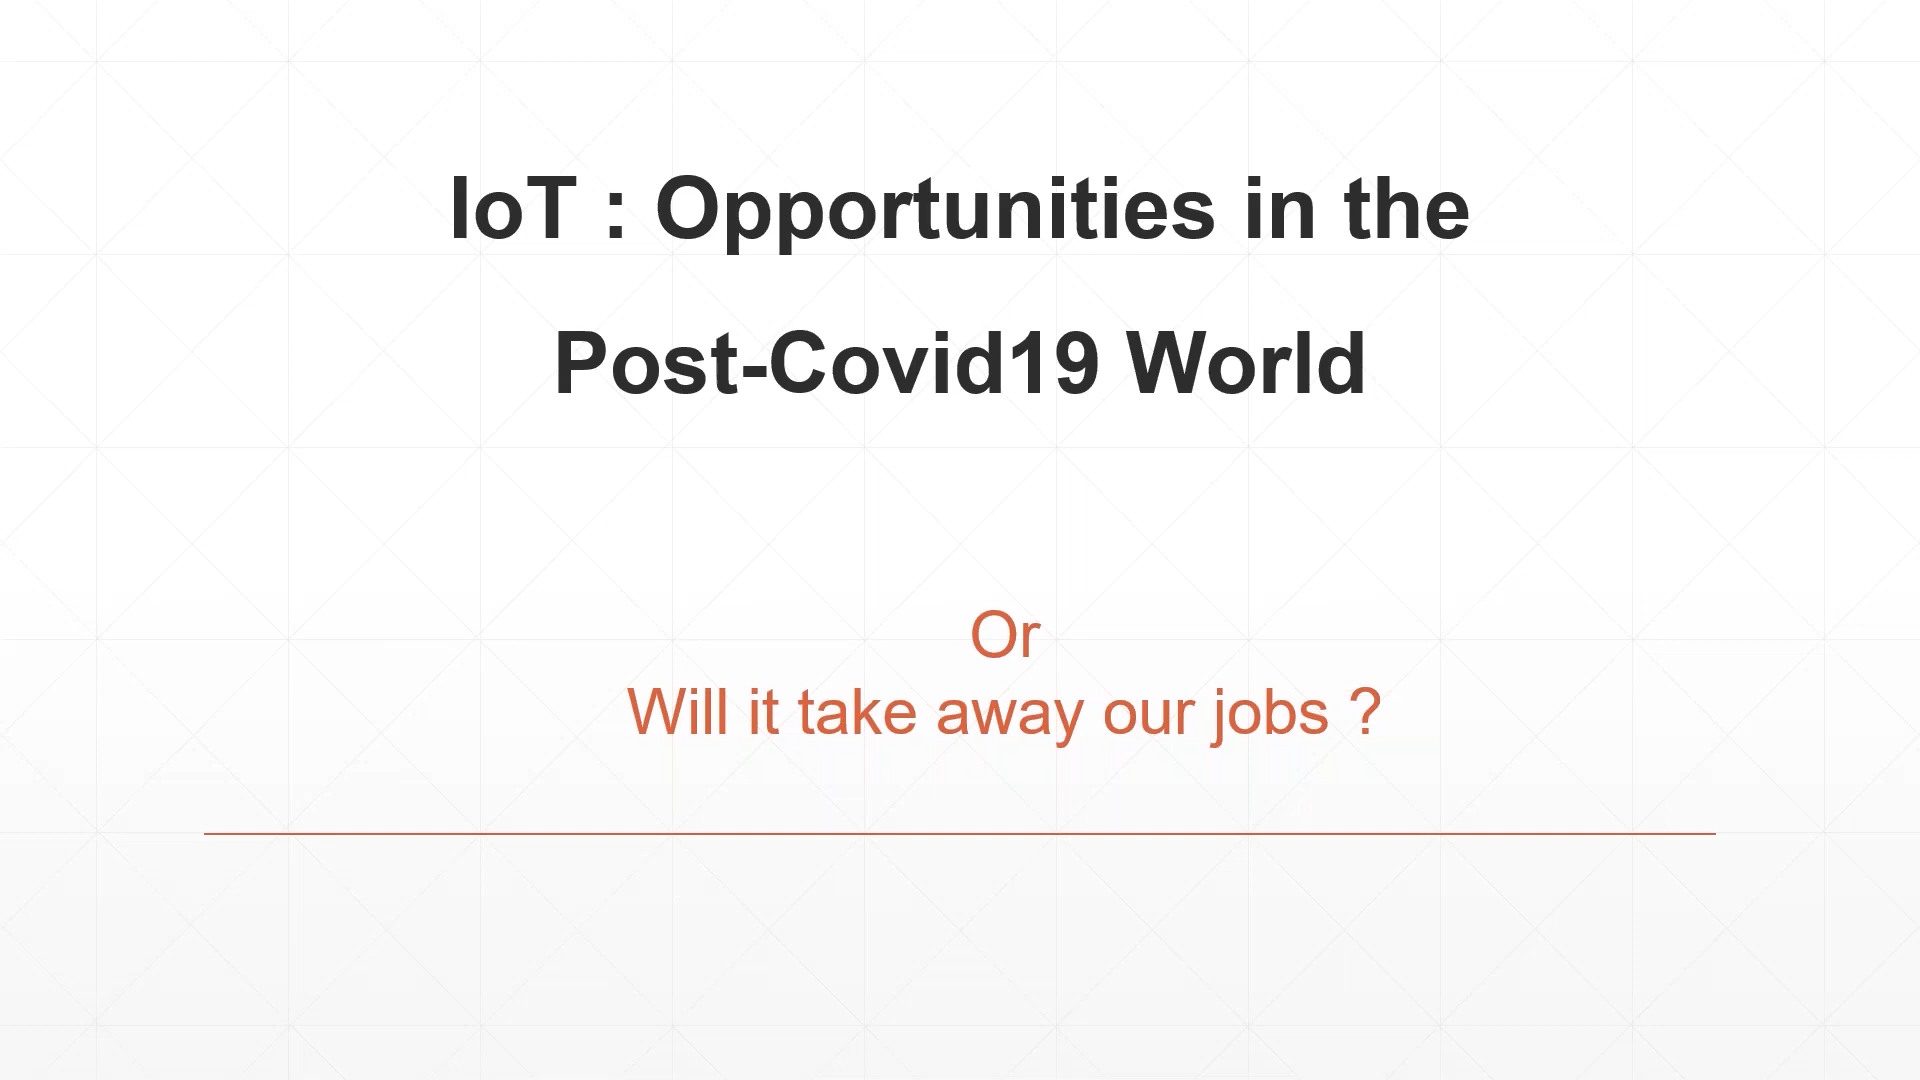 IoT : Opportunities in the
Post-Covid19 World
Or
Will it take away our jobs ?